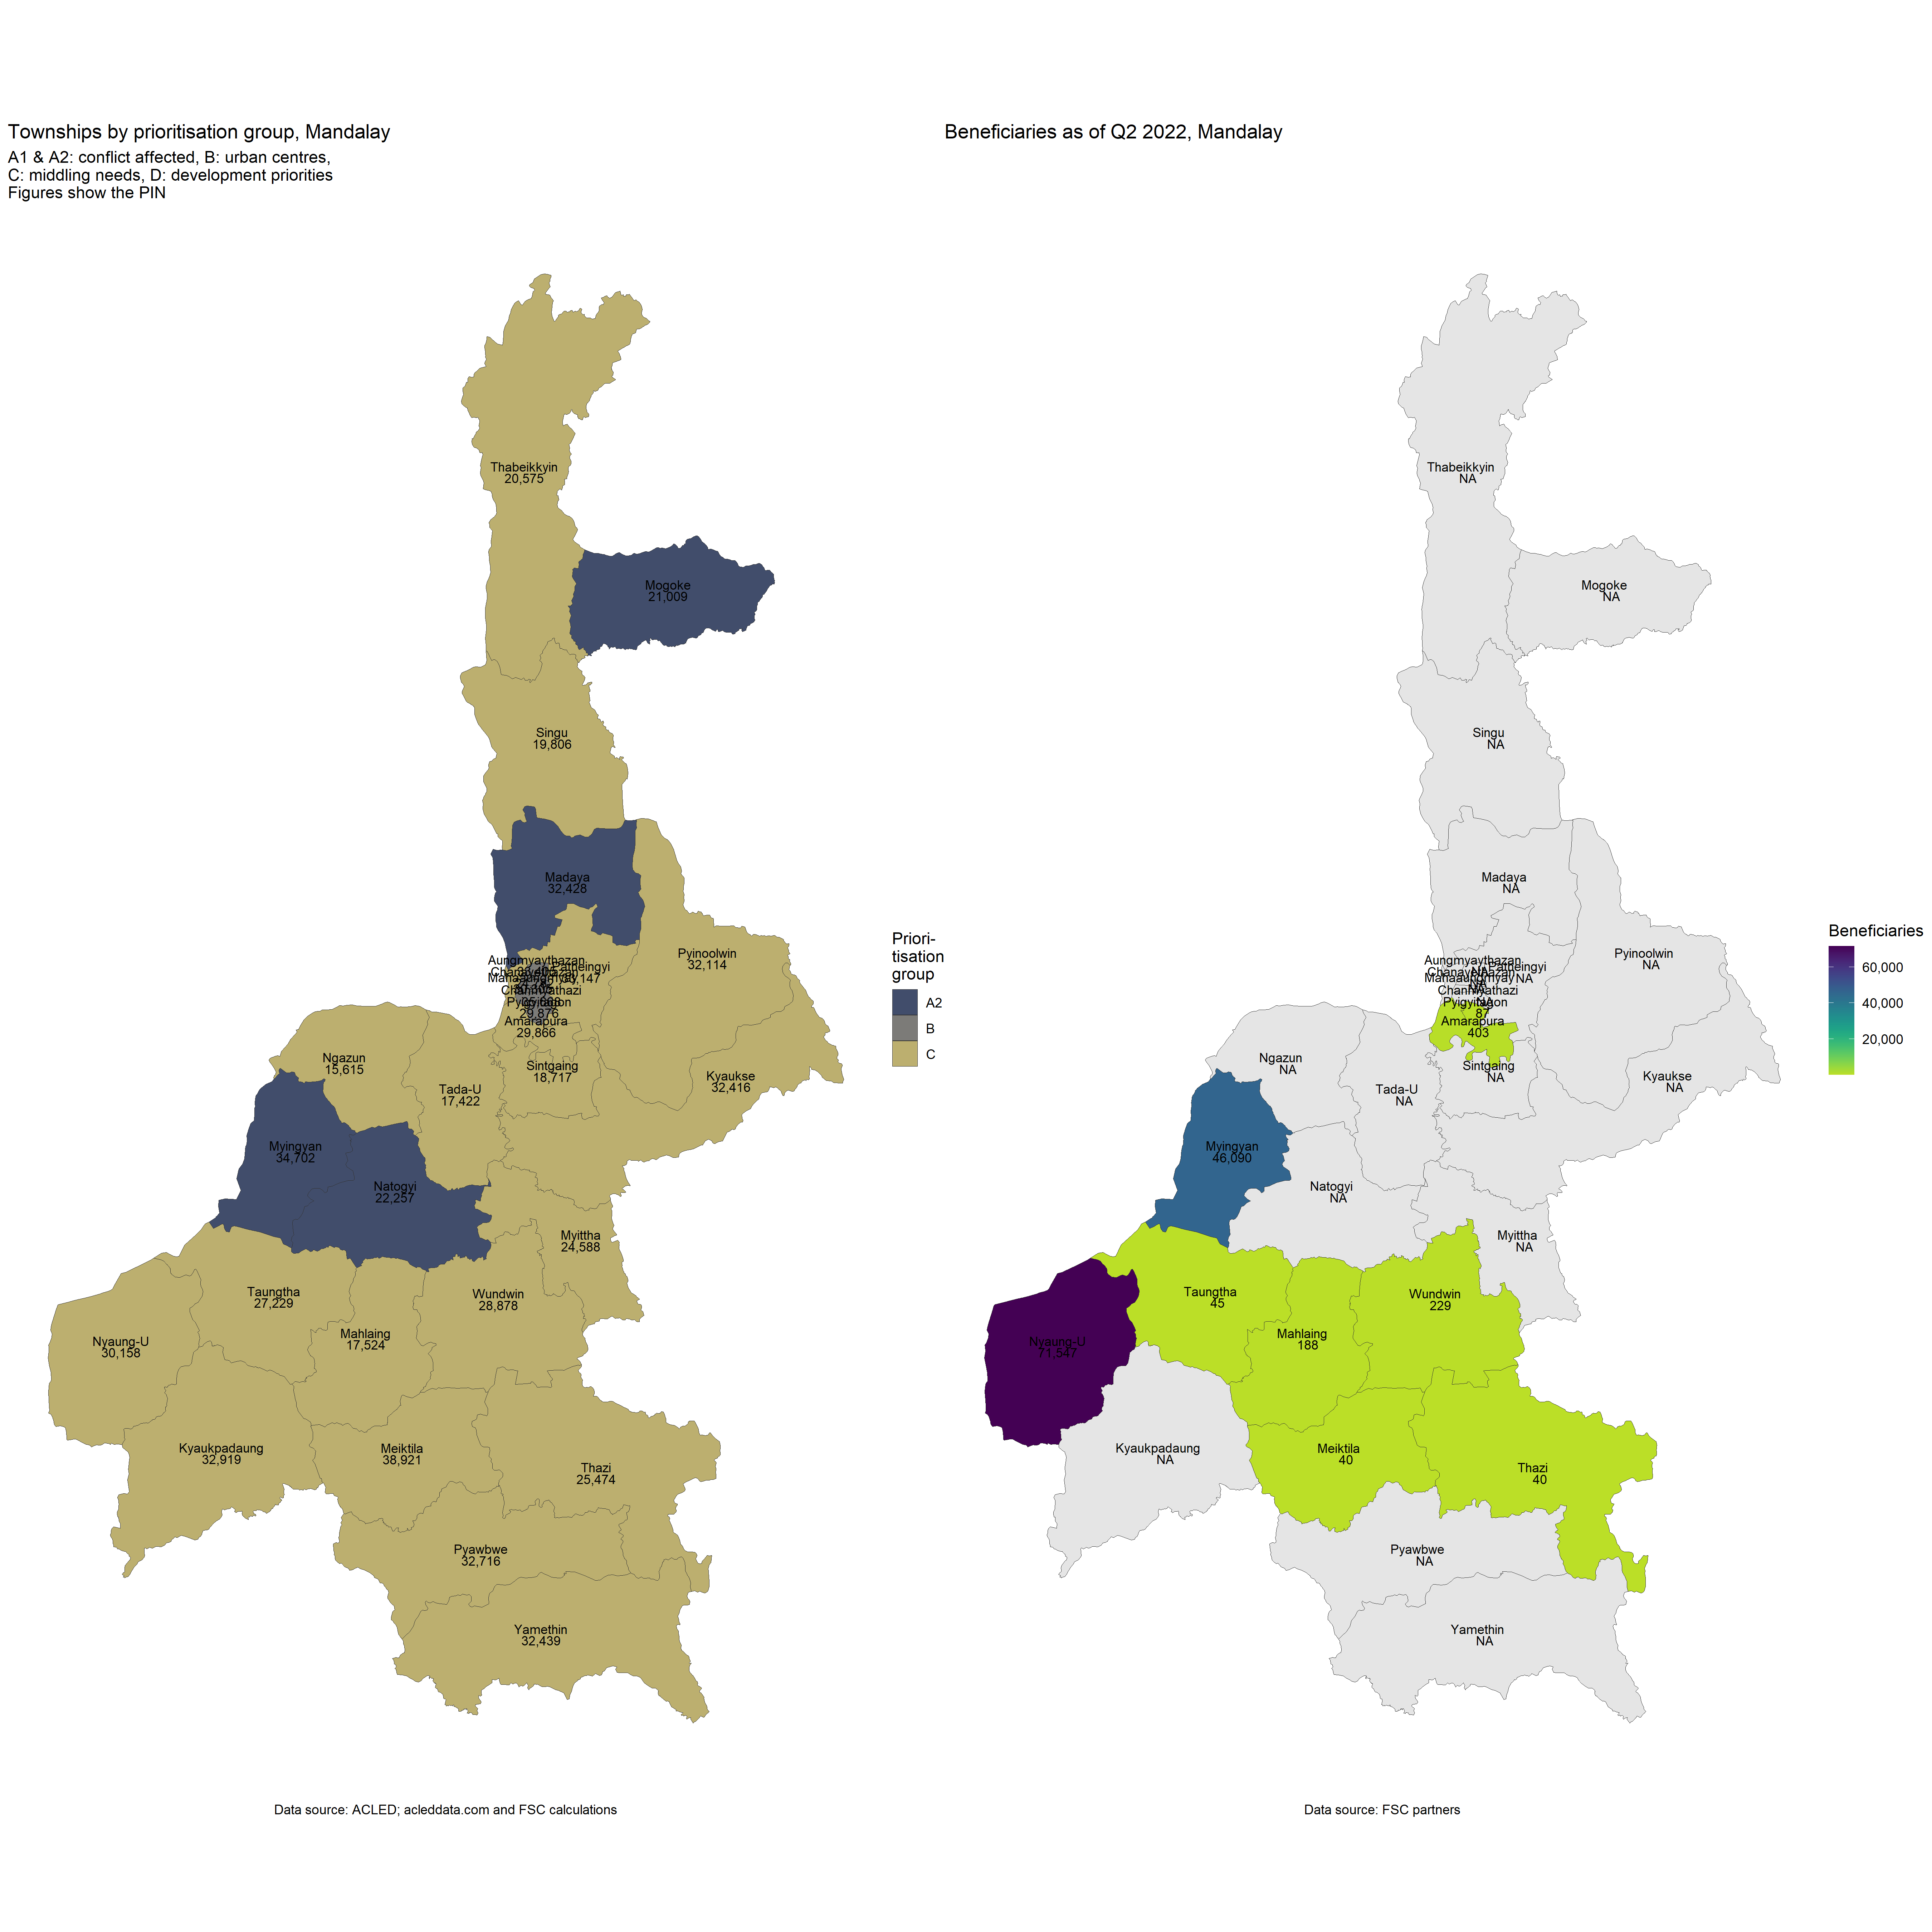 Townships by prioritisation group, Mandalay
A1 & A2: conflict affected, B: urban centres,
C: middling needs, D: development priorities
Figures show the PIN
Thabeikkyin
20,575
Mogoke
21,009
Singu
19,806
Madaya
32,428
Pyinoolwin
32,114
Aungmyaythazan
Patheingyi
30,147
Chanayethazan
Mahaaungmyay
Chanmyathazi
Pyigyitagon
29,876
Amarapura
29,866
Sintgaing
18,717
Kyaukse
32,416
Ngazun
15,615
Tada-U
17,422
Myingyan
34,702
Natogyi
22,257
Myittha
24,588
Taungtha
27,229
Wundwin
28,878
Mahlaing
17,524
Nyaung-U
30,158
Kyaukpadaung
32,919
Meiktila
38,921
Thazi
25,474
Pyawbwe
32,716
Yamethin
32,439
Priori-
tisation
group
A2
B
C
Data source: ACLED; acleddata.com and FSC calculations
Beneficiaries as of Q2 2022, Mandalay
Thabeikkyin
NA
Mogoke
NA
Singu
NA
Madaya
NA
Pyinoolwin
NA
Aungmyaythazan
Patheingyi
NA
Chanayethazan
NA
Mahaaungmyay
NA
Chanmyathazi
NA
Pyigyitagon
87
Amarapura
403
Sintgaing
NA
Kyaukse
NA
Ngazun
NA
Tada-U
NA
Myingyan
46,090
Natogyi
NA
Myittha
NA
Taungtha
45
Wundwin
229
Mahlaing
188
Nyaung-U
71,547
Kyaukpadaung
NA
Meiktila
40
Thazi
40
Pyawbwe
NA
Yamethin
NA
Beneficiaries
60,000
40,000
20,000
Data source: FSC partners